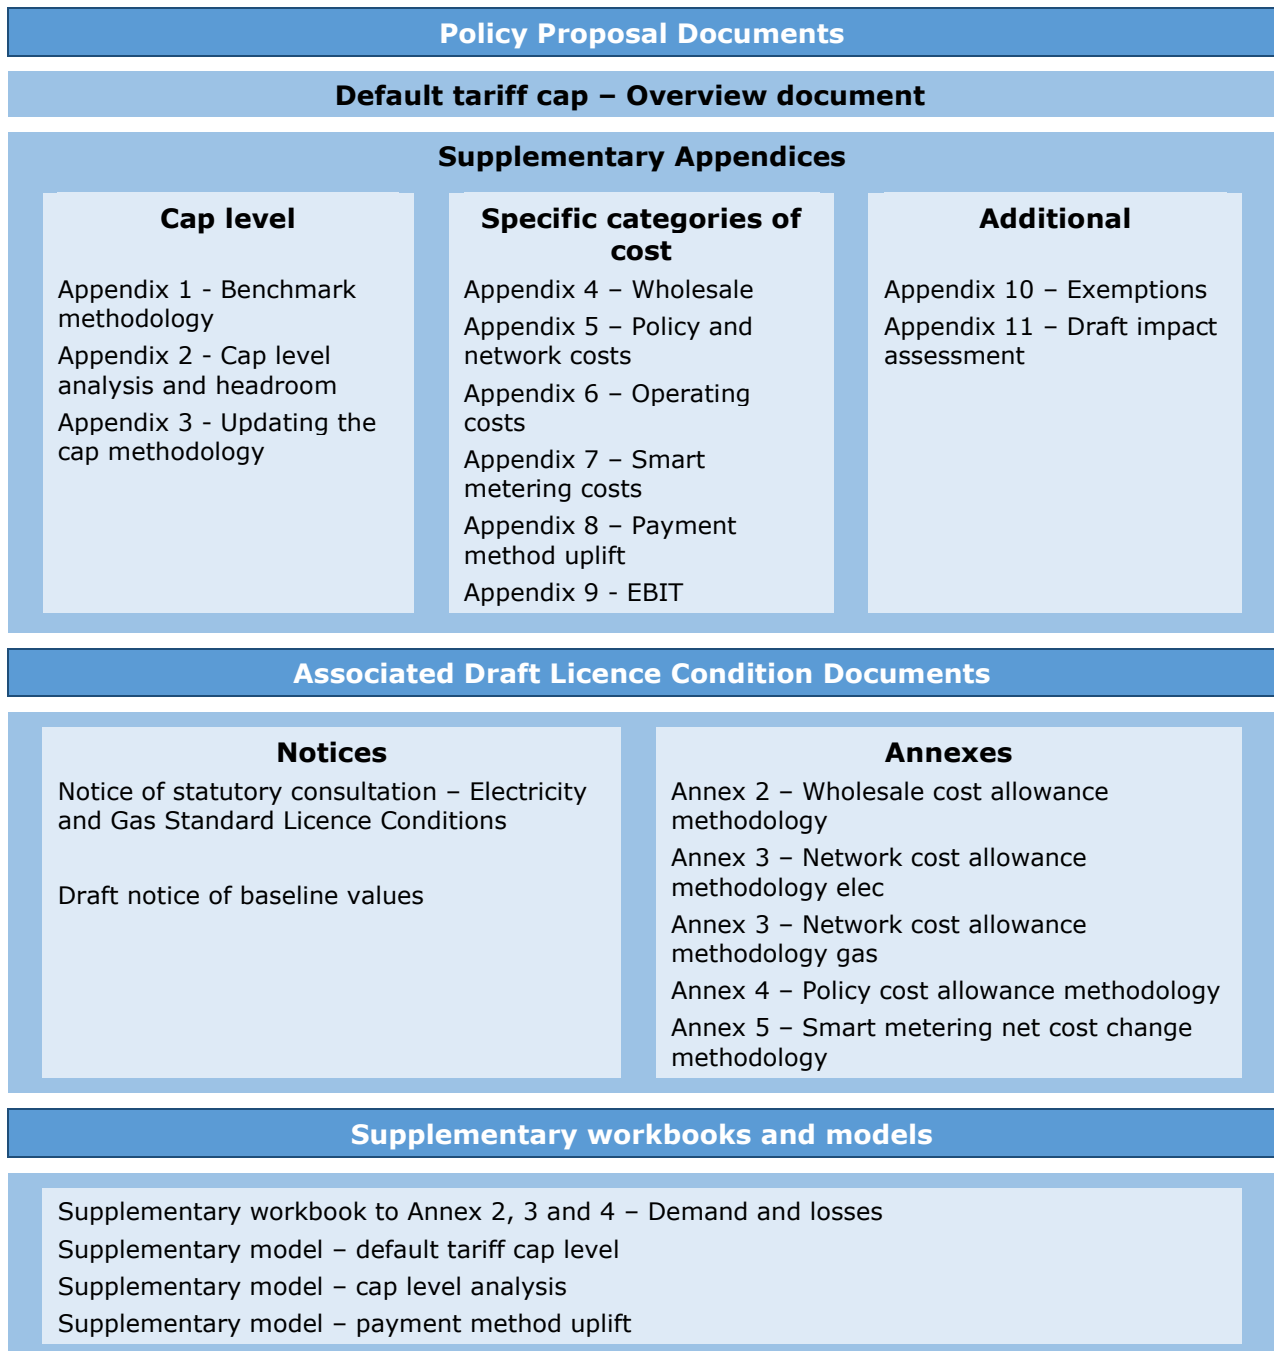 Policy Proposal Documents
Default tariff cap – Overview document
Supplementary Appendices
Cap level
Appendix 1 - Benchmark
methodology
Appendix 2 - Cap level
analysis and headroom
Appendix 3 - Updating the
cap methodology
Specific categories of
cost
Appendix 4 – Wholesale
Appendix 5 – Policy and
network costs
Appendix 6 – Operating
costs
Appendix 7 – Smart
metering costs
Appendix 8 – Payment
method uplift
Appendix 9 - EBIT
Additional
Appendix 10 – Exemptions
Appendix 11 – Draft impact
assessment
Associated Draft Licence Condition Documents
Notices
Notice of statutory consultation – Electricity
and Gas Standard Licence Conditions
Draft notice of baseline values
Annexes
Annex 2 – Wholesale cost allowance
methodology
Annex 3 – Network cost allowance
methodology elec
Annex 3 – Network cost allowance
methodology gas
Annex 4 – Policy cost allowance methodology
Annex 5 – Smart metering net cost change
methodology
Supplementary workbooks and models
Supplementary workbook to Annex 2, 3 and 4 – Demand and losses
Supplementary model – default tariff cap level
Supplementary model – cap level analysis
Supplementary model – payment method uplift